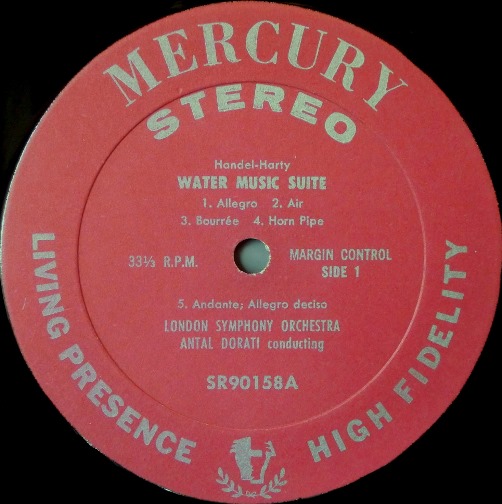 MERCURY
STEREO
Handel-Harty
WATER MUSIC SUITE
1. Allegro 2. Air
3. Bourrée 4. Horn Pipe
33⅓ R.P.M.
MARGIN CONTROL
SIDE 1
5. Andante; Allegro deciso
LONDON SYMPHONY ORCHESTRA
ANTAL DORATI conducting
SR90158A
LIVING PRESENCE
HIGH FIDELITY